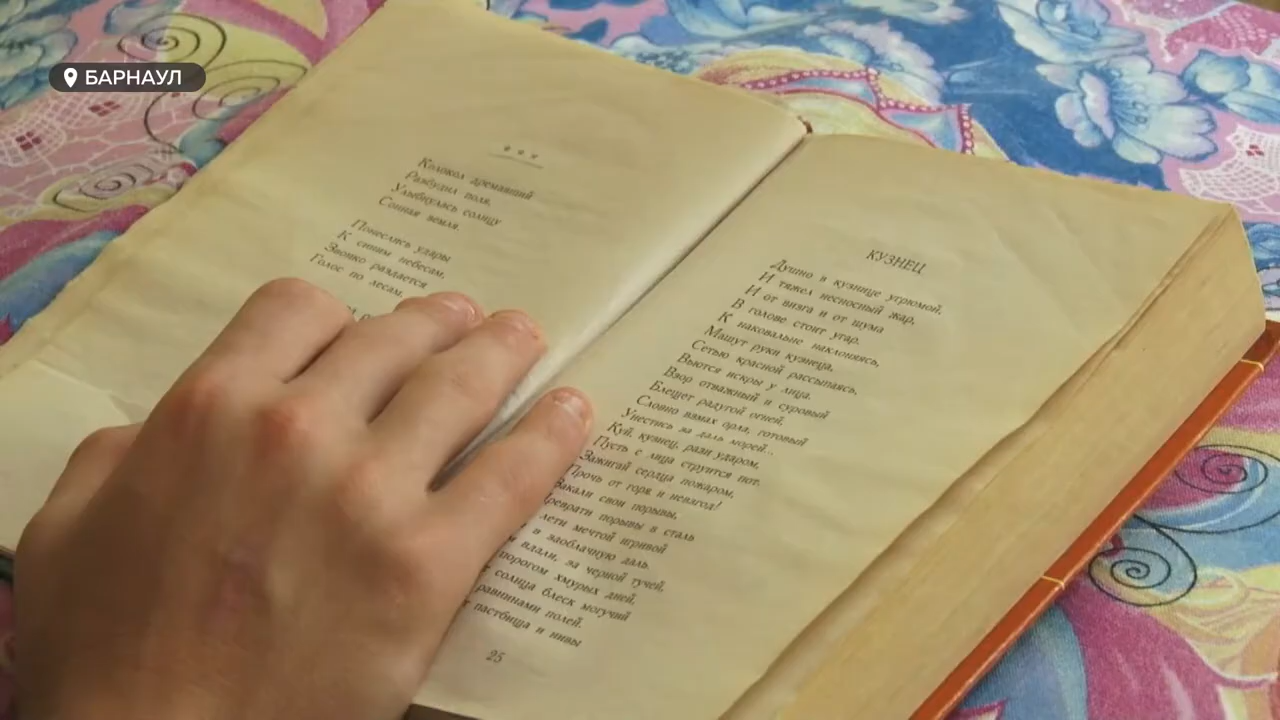 БАРНАУЛ
* * *
Колокол дремавший
Разбудил поля,
Улыбнулась солнцу
Сонная земля.
Понеслись удары
К синим небесам,
Звонко раздается
Голос по лесам.
КУЗНЕЦ
Душно в кузнице угрюмой,
И тяжел несносный жар,
И от визга и от шума
В голове стоит угар.
К наковальне наклоняясь,
Машут руки кузнеца,
Сетью красной рассыпаясь,
Вьются искры у лица.
Взор отважный и суровый
Блещет радугой огней,
Словно взмах орла, готовый
Унестись за даль морей...
Куй, кузнец, рази ударом,
Пусть с лица струится пот.
Зажигай сердца пожаром,
Прочь от горя и невзгод!
Закали свои порывы,
Преврати порывы в сталь
лети мечтой игривой
в заоблачную даль.
вдали, за черной тучей,
порогом хмурых дней,
солнца блеск могучий
равнинами полей.
пастбища и нивы
25